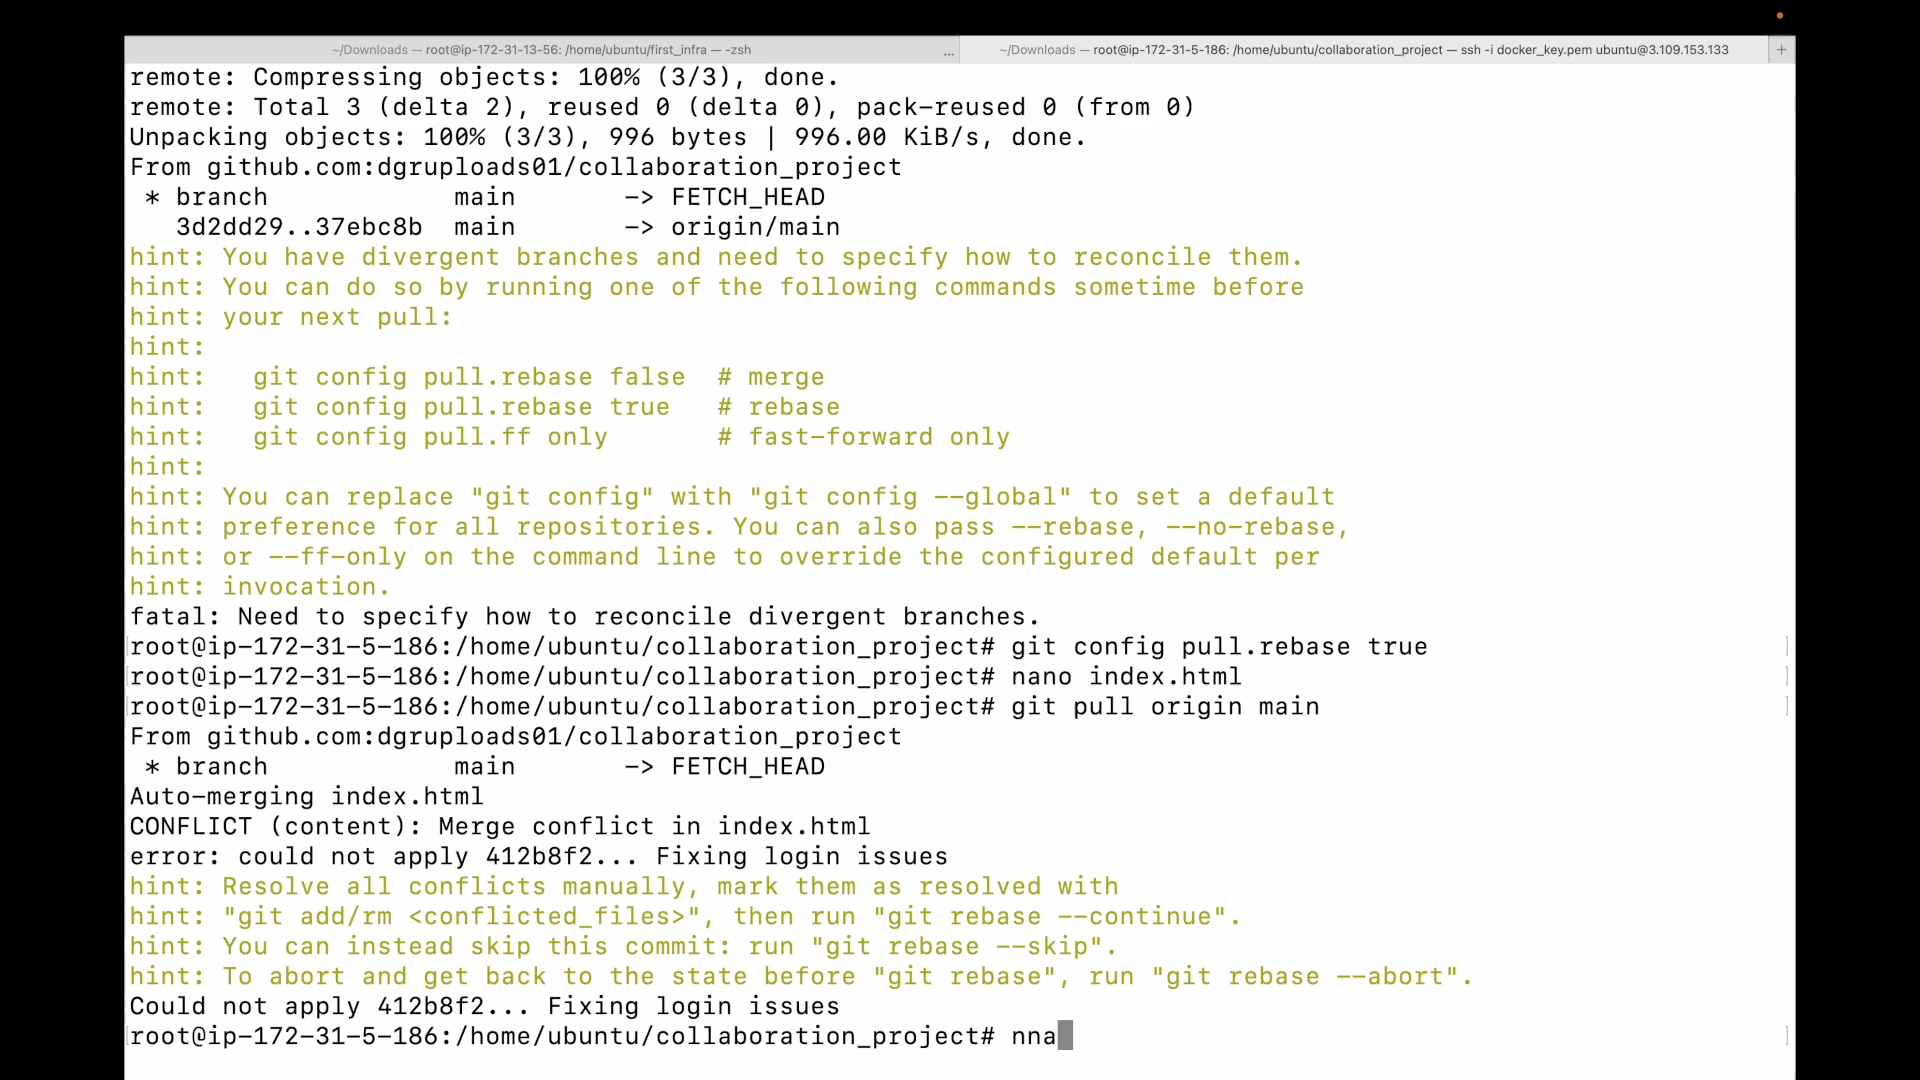 ~/Downloads — root@ip-172-31-13-56: /home/ubuntu/first_infra — -zsh ... ~/Downloads — root@ip-172-31-5-186: /home/ubuntu/collaboration_project — ssh -i docker_key.pem ubuntu@3.109.153.133 +
remote: Compressing objects: 100% (3/3), done.
remote: Total 3 (delta 2), reused 0 (delta 0), pack-reused 0 (from 0)
Unpacking objects: 100% (3/3), 996 bytes | 996.00 KiB/s, done.
From github.com:dgruploads01/collaboration_project
 * branch            main       -> FETCH_HEAD
   3d2dd29..37ebc8b  main       -> origin/main
hint: You have divergent branches and need to specify how to reconcile them.
hint: You can do so by running one of the following commands sometime before
hint: your next pull:
hint:
hint:   git config pull.rebase false  # merge
hint:   git config pull.rebase true   # rebase
hint:   git config pull.ff only       # fast-forward only
hint:
hint: You can replace "git config" with "git config --global" to set a default
hint: preference for all repositories. You can also pass --rebase, --no-rebase,
hint: or --ff-only on the command line to override the configured default per
hint: invocation.
fatal: Need to specify how to reconcile divergent branches.
root@ip-172-31-5-186:/home/ubuntu/collaboration_project# git config pull.rebase true
root@ip-172-31-5-186:/home/ubuntu/collaboration_project# nano index.html
root@ip-172-31-5-186:/home/ubuntu/collaboration_project# git pull origin main
From github.com:dgruploads01/collaboration_project
 * branch            main       -> FETCH_HEAD
Auto-merging index.html
CONFLICT (content): Merge conflict in index.html
error: could not apply 412b8f2... Fixing login issues
hint: Resolve all conflicts manually, mark them as resolved with
hint: "git add/rm <conflicted_files>", then run "git rebase --continue".
hint: You can instead skip this commit: run "git rebase --skip".
hint: To abort and get back to the state before "git rebase", run "git rebase --abort".
Could not apply 412b8f2... Fixing login issues
root@ip-172-31-5-186:/home/ubuntu/collaboration_project# nna